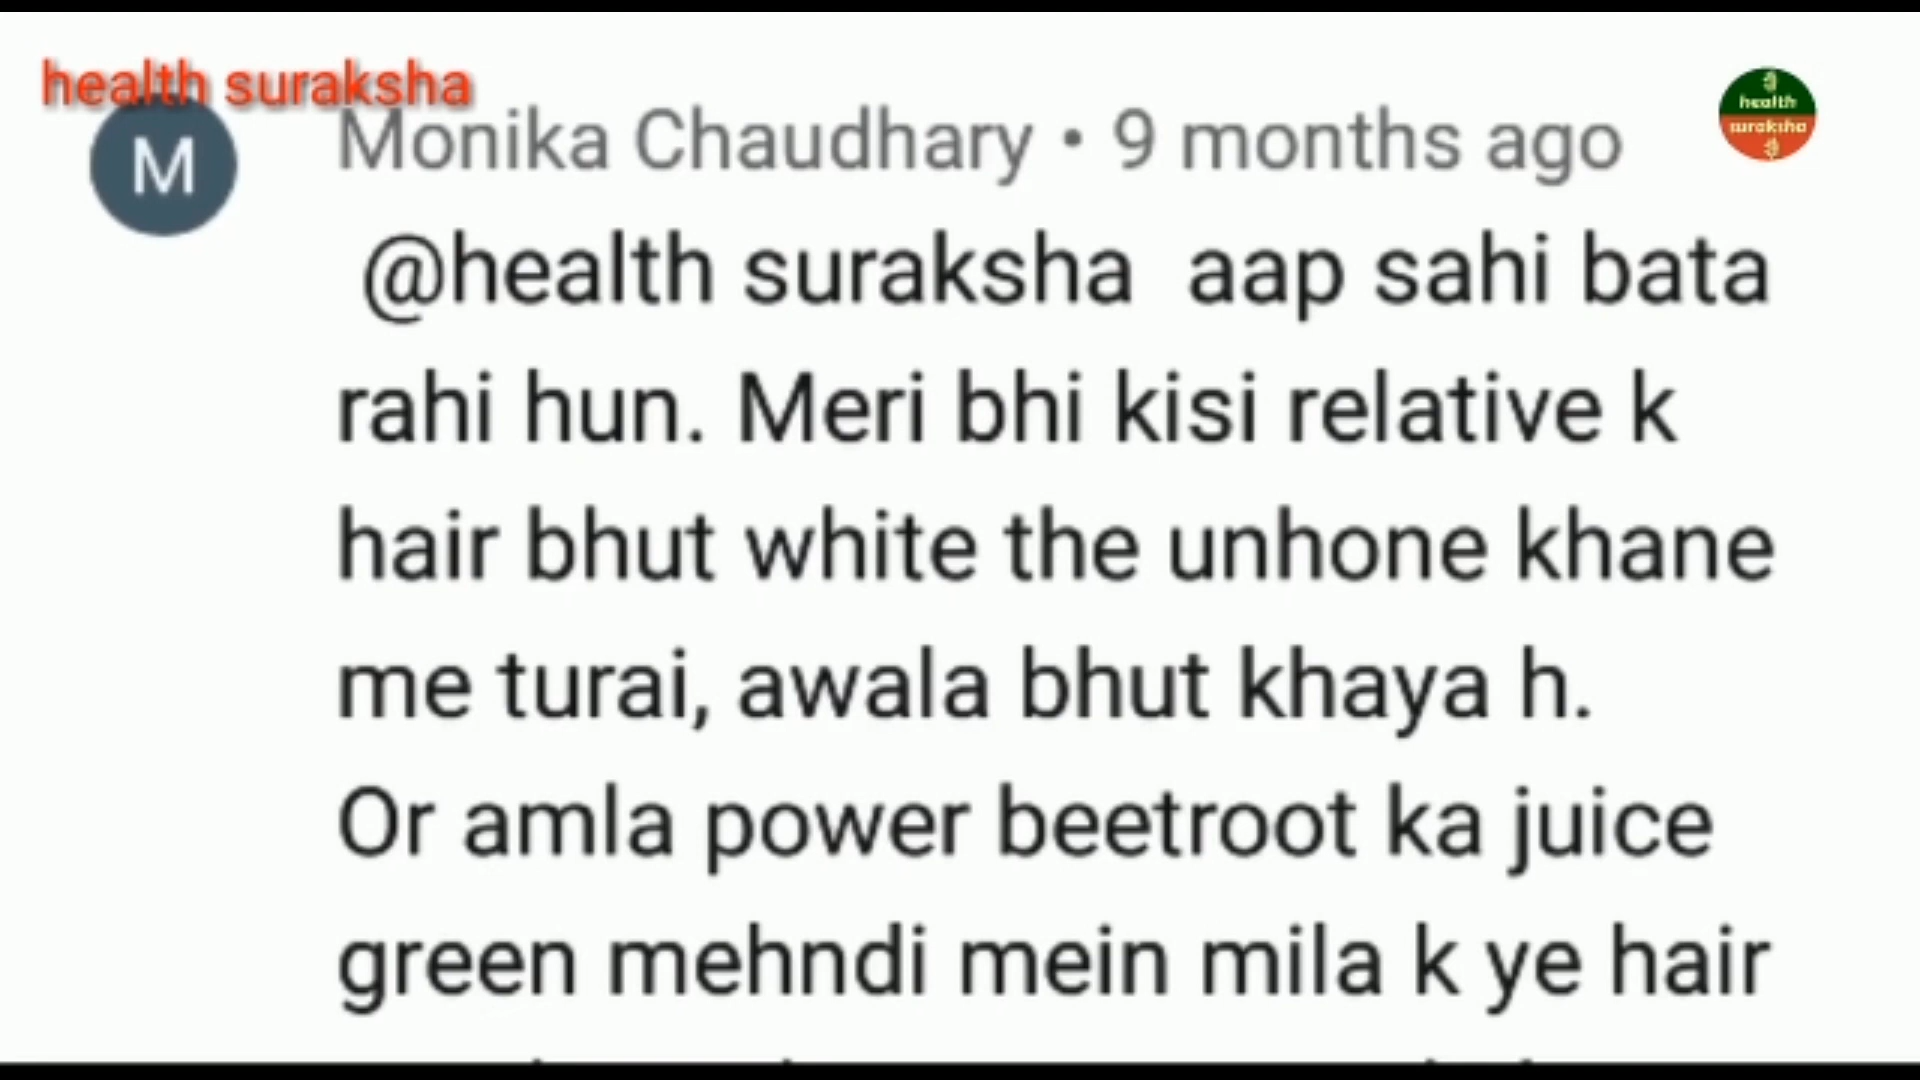 health suraksha
health
suraksha
M
Monika Chaudhary • 9 months ago
@health suraksha aap sahi bata
rahi hun. Meri bhi kisi relative k
hair bhut white the unhone khane
me turai, awala bhut khaya h.
Or amla power beetroot ka juice
green mehndi mein mila k ye hair